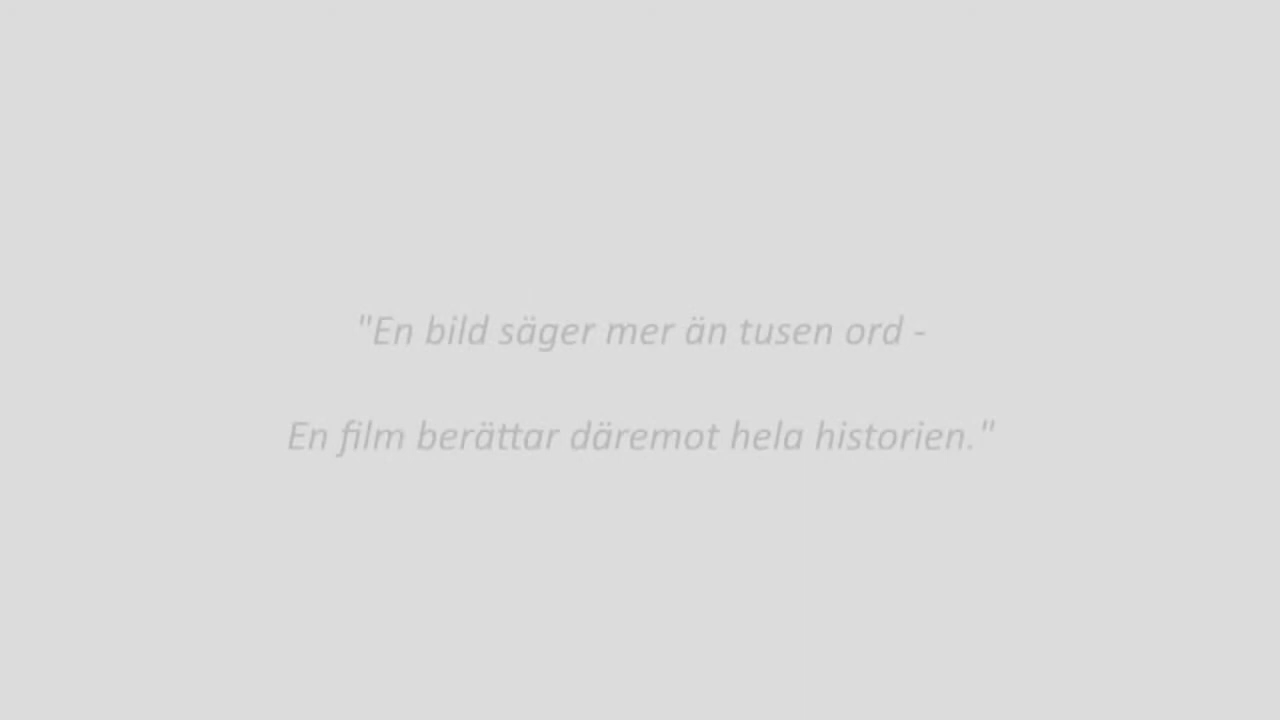 "En bild säger mer än tusen ord -
En film berättar däremot hela historien."